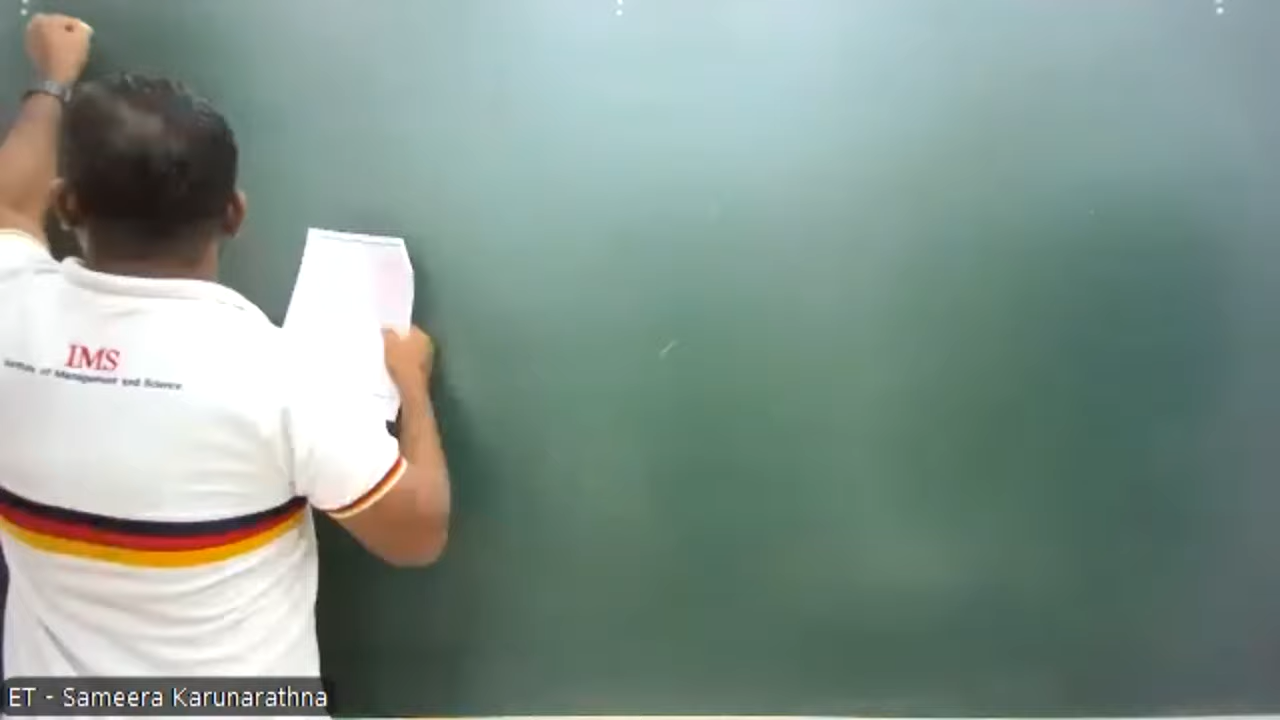 IMS
Institute of Management and Science
ET - Sameera Karunarathna